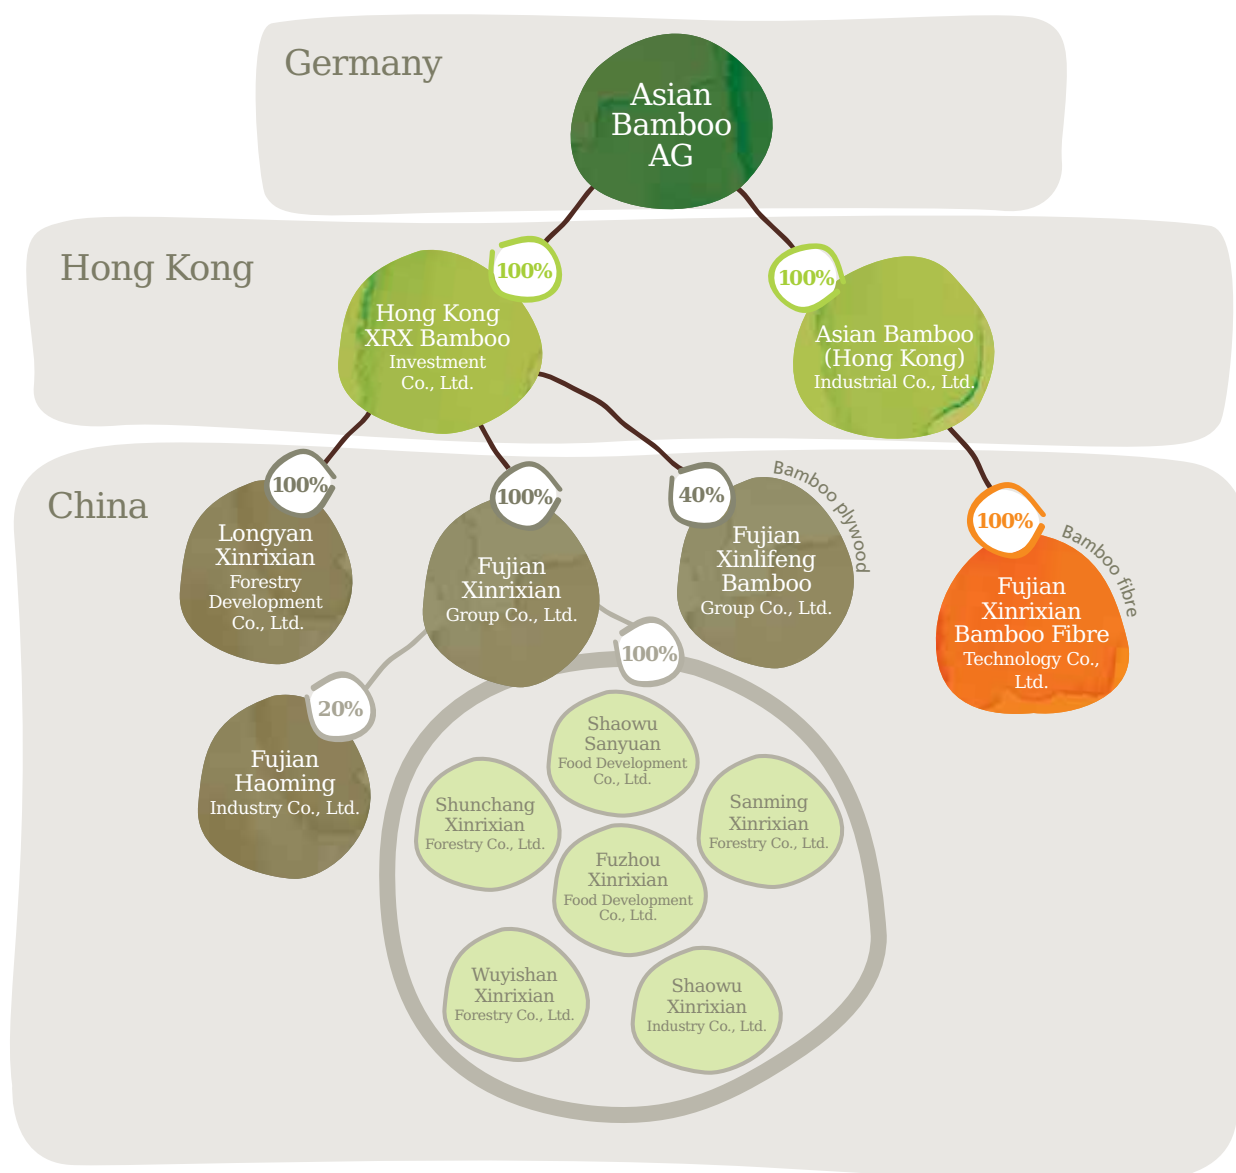 Germany
Asian
Bamboo
AG
Hong Kong
100%
100%
Hong Kong
XRX Bamboo
Investment
Co., Ltd.
Asian Bamboo
(Hong Kong)
Industrial Co., Ltd.
China
100%
100%
40%
Bamboo plywood
100%
Bamboo fibre
Longyan
Xinrixian
Forestry
Development
Co., Ltd.
Fujian
Xinrixian
Group Co., Ltd.
Fujian
Xinlifeng
Bamboo
Group Co., Ltd.
Fujian
Xinrixian
Bamboo Fibre
Technology Co.,
Ltd.
20%
100%
Fujian
Haoming
Industry Co., Ltd.
Shaowu
Sanyuan
Food Development
Co., Ltd.
Shunchang
Xinrixian
Forestry Co., Ltd.
Sanming
Xinrixian
Forestry Co., Ltd.
Fuzhou
Xinrixian
Food Development
Co., Ltd.
Wuyishan
Xinrixian
Forestry Co., Ltd.
Shaowu
Xinrixian
Industry Co., Ltd.